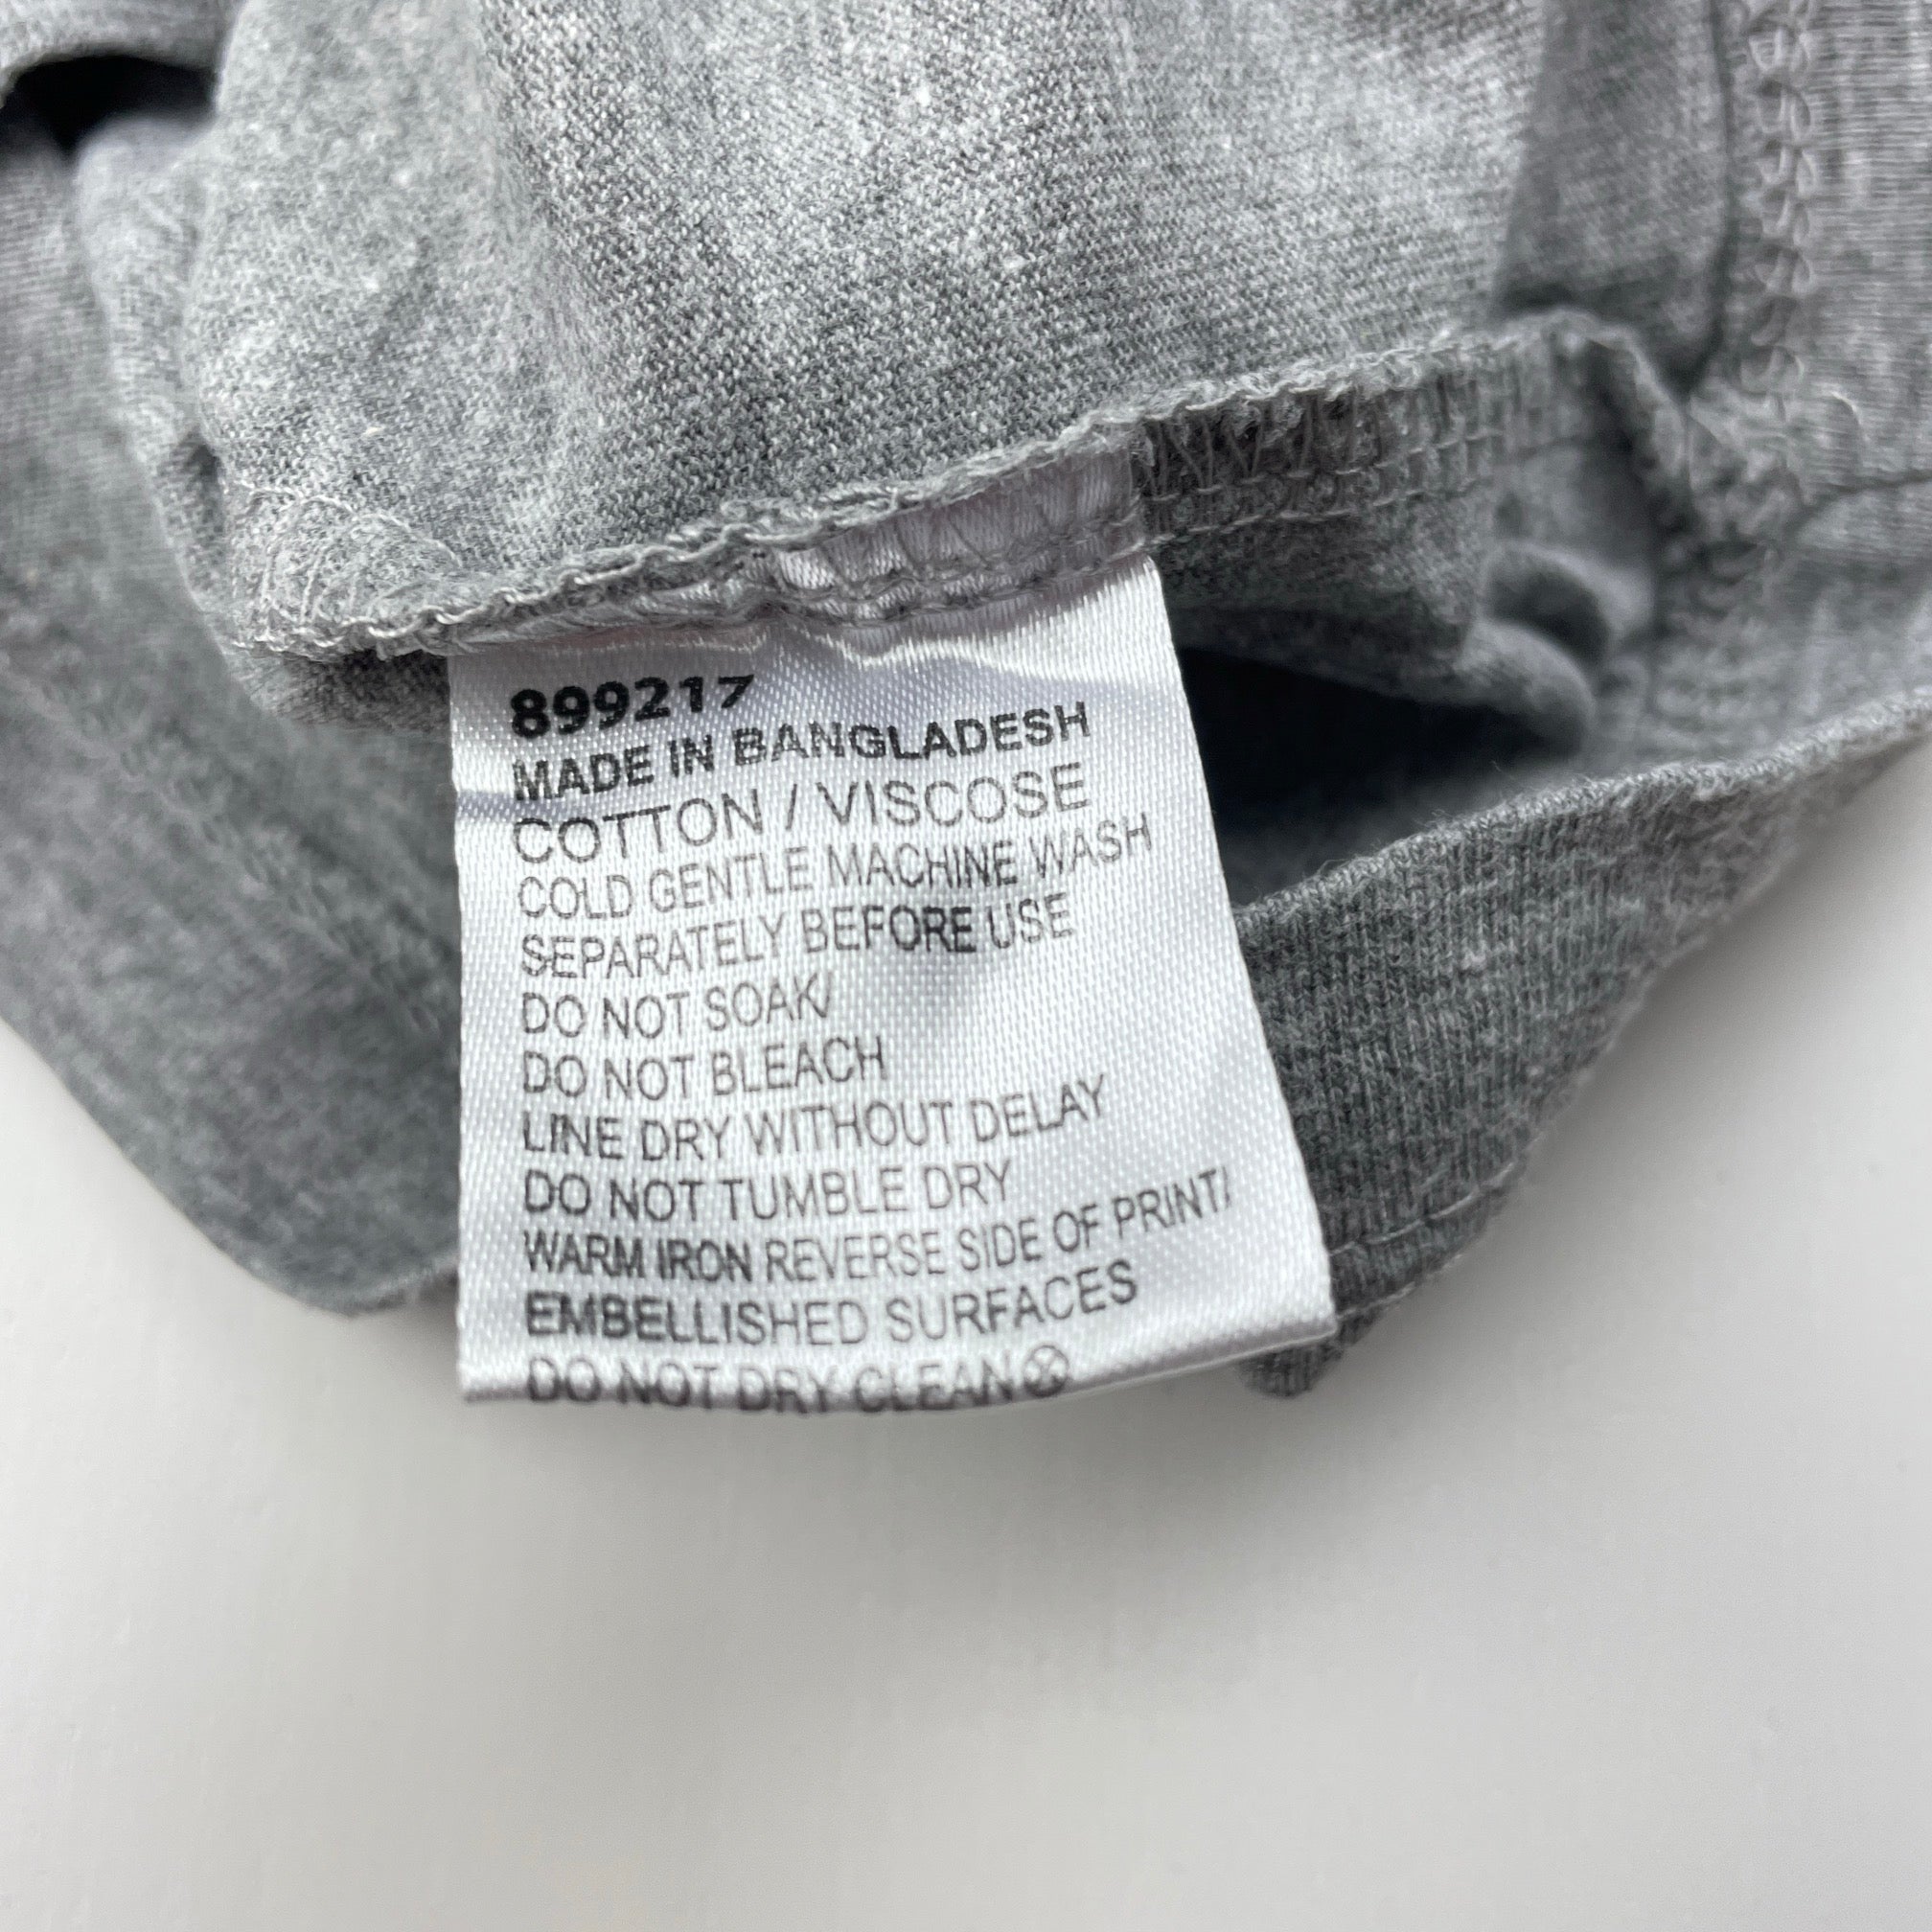 899217
MADE IN BANGLADESH
COTTON / VISCOSE
COLD GENTLE MACHINE WASH
SEPARATELY BEFORE USE
DO NOT SOAK/
DO NOT BLEACH
LINE DRY WITHOUT DELAY
DO NOT TUMBLE DRY
WARM IRON REVERSE SIDE OF PRINT/
EMBELLISHED SURFACES
DO NOT DRY CLEAN